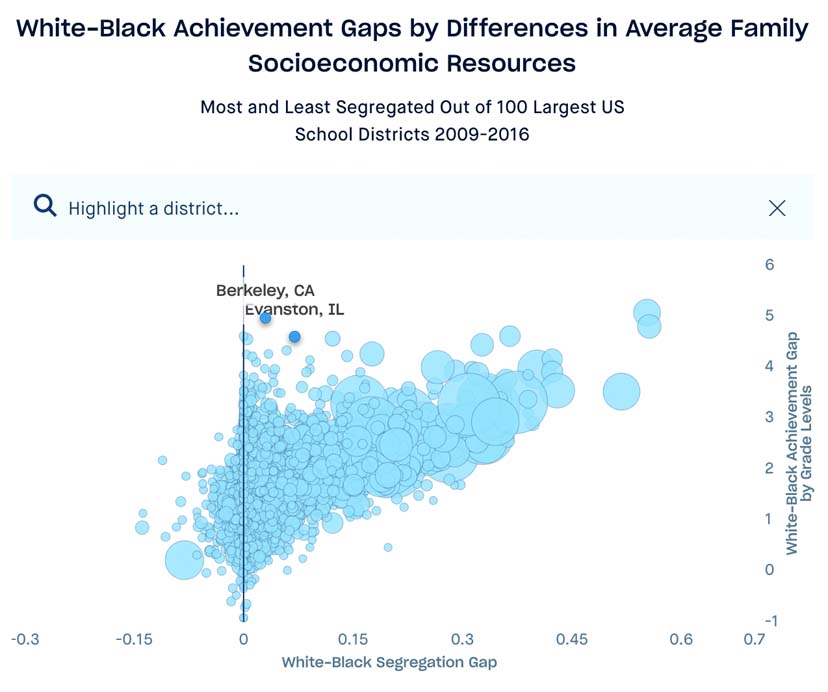 White-Black Achievement Gaps by Differences in Average Family
Socioeconomic Resources
Most and Least Segregated Out of 100 Largest US
School Districts 2009-2016
Highlight a district...
Berkeley, CA
Evanston, IL
6
5
4
3
2
1
0
-1
White-Black Achievement Gap
by Grade Levels
-0.3
-0.15
0
0.15
0.3
0.45
0.6
0.7
White-Black Segregation Gap